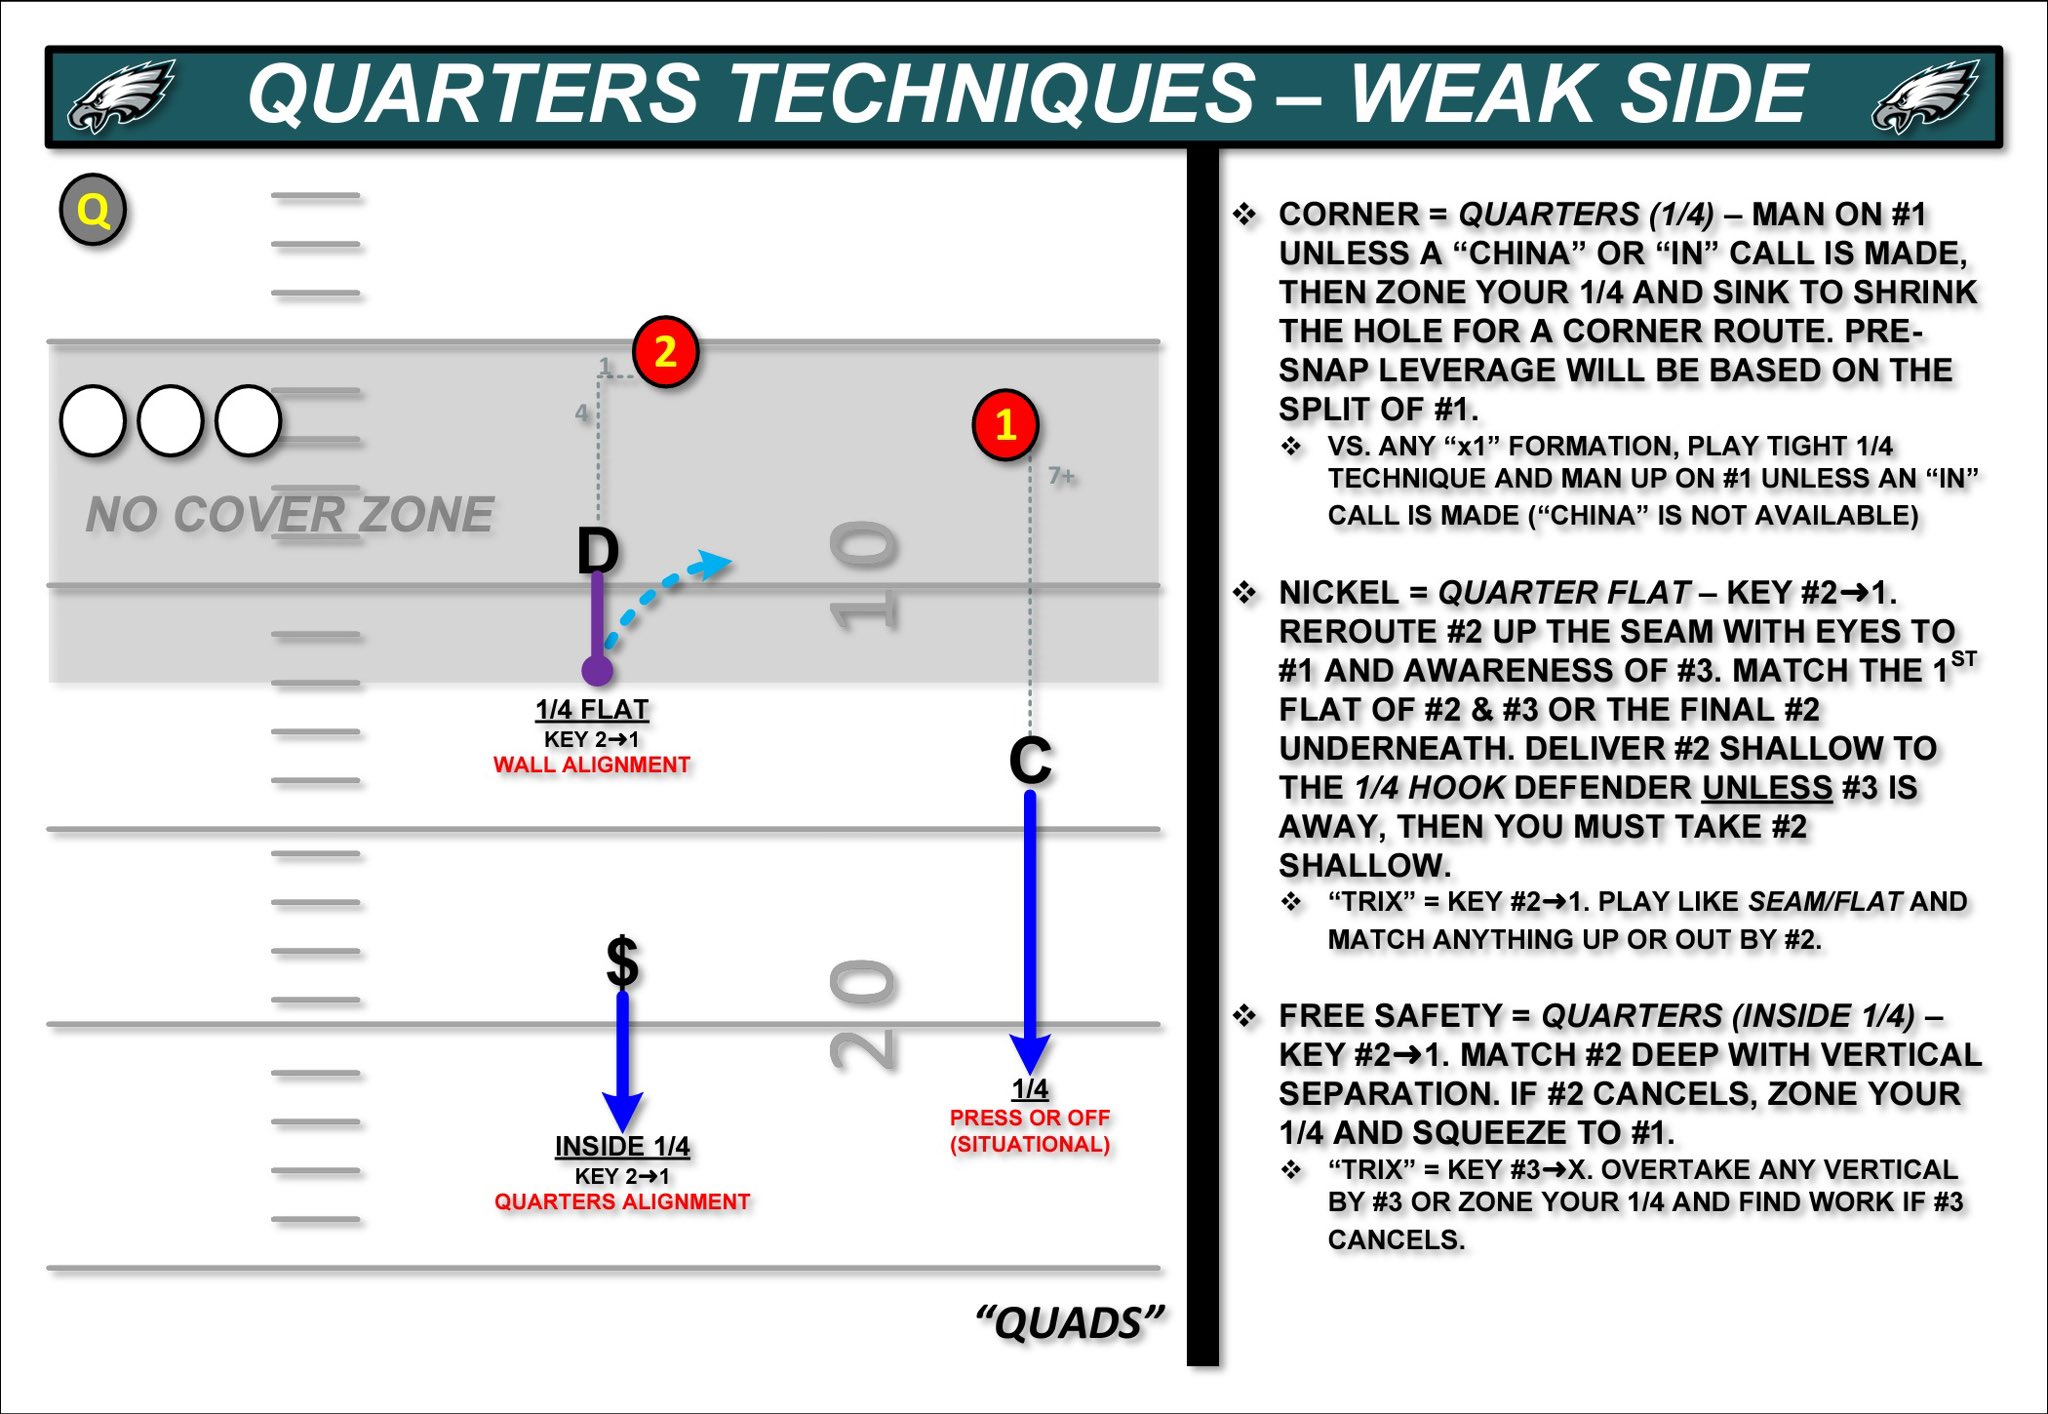 QUARTERS TECHNIQUES – WEAK SIDE
Q
2
1
1
4
7+
NO COVER ZONE
D
10
1/4 FLAT
KEY 2➜1
WALL ALIGNMENT
C
$
20
INSIDE 1/4
KEY 2➜1
QUARTERS ALIGNMENT
1/4
PRESS OR OFF
(SITUATIONAL)
“QUADS”
❖ CORNER = QUARTERS (1/4) – MAN ON #1
UNLESS A “CHINA” OR “IN” CALL IS MADE,
THEN ZONE YOUR 1/4 AND SINK TO SHRINK
THE HOLE FOR A CORNER ROUTE. PRE-
SNAP LEVERAGE WILL BE BASED ON THE
SPLIT OF #1.
❖ VS. ANY “x1” FORMATION, PLAY TIGHT 1/4
TECHNIQUE AND MAN UP ON #1 UNLESS AN “IN”
CALL IS MADE (“CHINA” IS NOT AVAILABLE)
❖ NICKEL = QUARTER FLAT – KEY #2➜1.
REROUTE #2 UP THE SEAM WITH EYES TO
#1 AND AWARENESS OF #3. MATCH THE 1ST
FLAT OF #2 & #3 OR THE FINAL #2
UNDERNEATH. DELIVER #2 SHALLOW TO
THE 1/4 HOOK DEFENDER UNLESS #3 IS
AWAY, THEN YOU MUST TAKE #2
SHALLOW.
❖ “TRIX” = KEY #2➜1. PLAY LIKE SEAM/FLAT AND
MATCH ANYTHING UP OR OUT BY #2.
❖ FREE SAFETY = QUARTERS (INSIDE 1/4) –
KEY #2➜1. MATCH #2 DEEP WITH VERTICAL
SEPARATION. IF #2 CANCELS, ZONE YOUR
1/4 AND SQUEEZE TO #1.
❖ “TRIX” = KEY #3➜X. OVERTAKE ANY VERTICAL
BY #3 OR ZONE YOUR 1/4 AND FIND WORK IF #3
CANCELS.